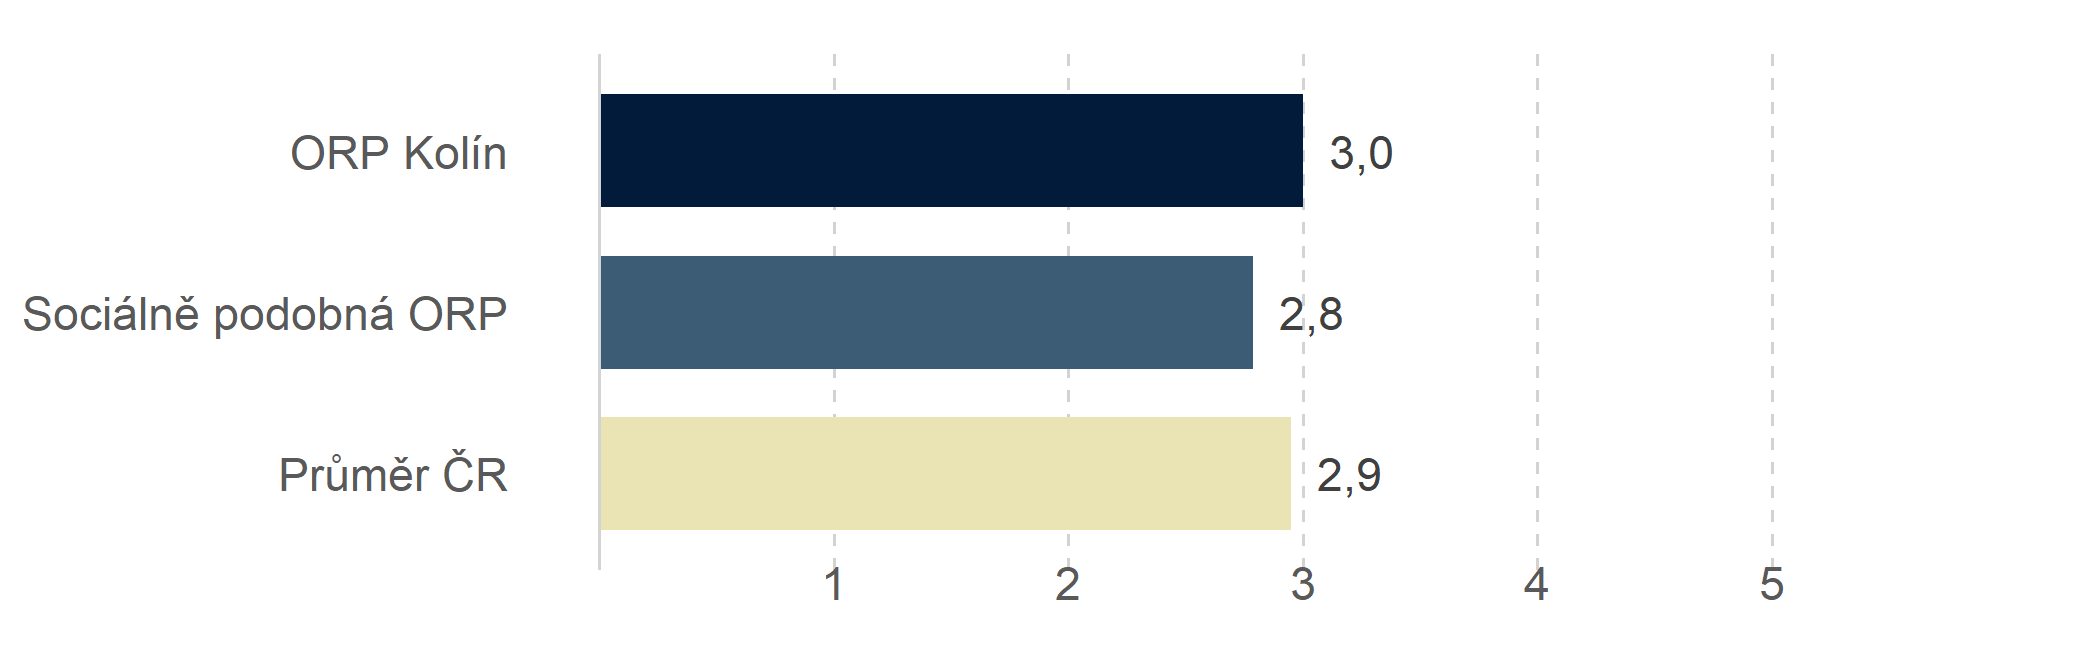 ORP Kolín 3,0
Sociálně podobná ORP 2,8
Průměr ČR 2,9
1 2 3 4 5